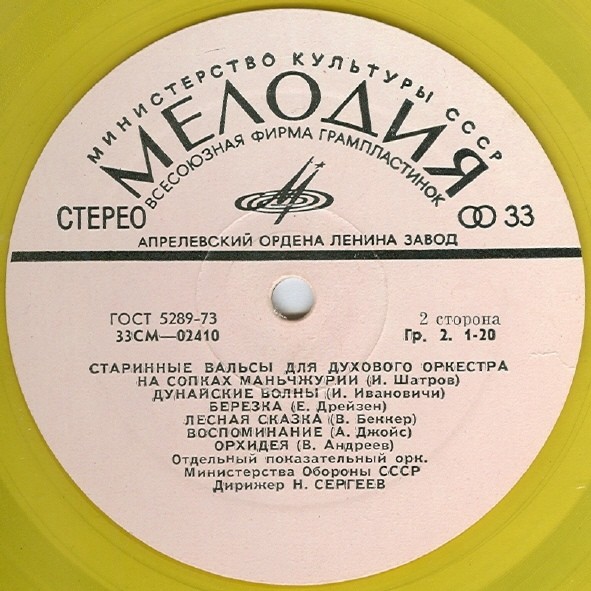 МИНИСТЕРСТВО КУЛЬТУРЫ СССР
МЕЛОДИЯ
ВСЕСОЮЗНАЯ ФИРМА ГРАМПЛАСТИНОК
СТЕРЕО
33
АПРЕЛЕВСКИЙ ОРДЕНА ЛЕНИНА ЗАВОД
ГОСТ 5289-73
2 сторона
33СМ—02410
Гр. 2. 1-20
СТАРИННЫЕ ВАЛЬСЫ ДЛЯ ДУХОВОГО ОРКЕСТРА
НА СОПКАХ МАНЬЧЖУРИИ (И. Шатров)
ДУНАЙСКИЕ ВОЛНЫ (И. Ивановичи)
БЕРЕЗКА (Е. Дрейзен)
ЛЕСНАЯ СКАЗКА (В. Беккер)
ВОСПОМИНАНИЕ (А. Джойс)
ОРХИДЕЯ (В. Андреев)
Отдельный показательный орк.
Министерства Обороны СССР
Дирижер Н. СЕРГЕЕВ